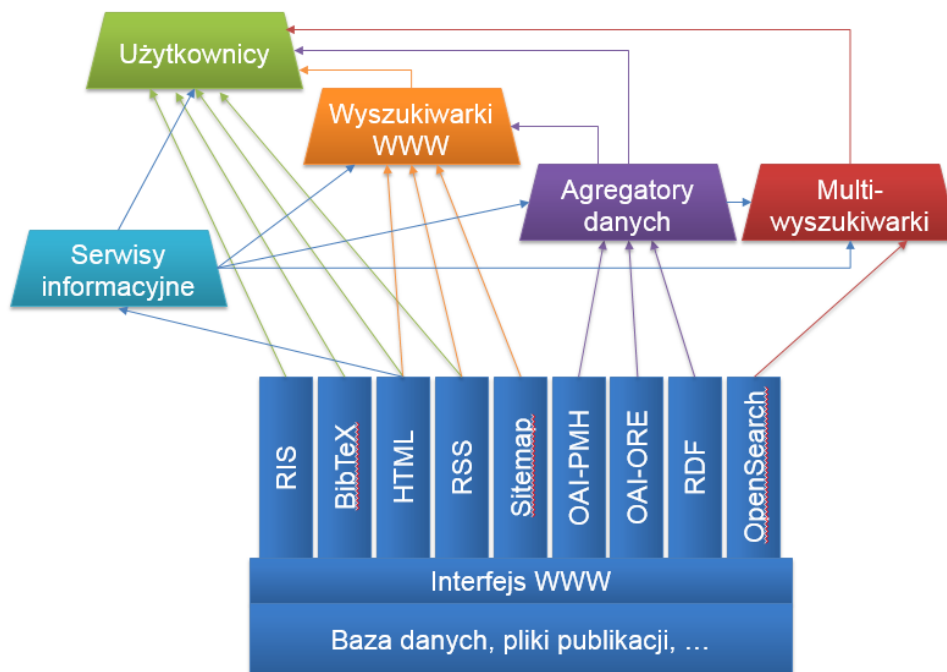 Użytkownicy
Wyszukiwarki
WWW
Agregatory
danych
Multi-
wyszukiwarki
Serwisy
informacyjne
RIS
BibTeX
HTML
RSS
Sitemap
OAI-PMH
OAI-ORE
RDF
OpenSearch
Interfejs WWW
Baza danych, pliki publikacji, …